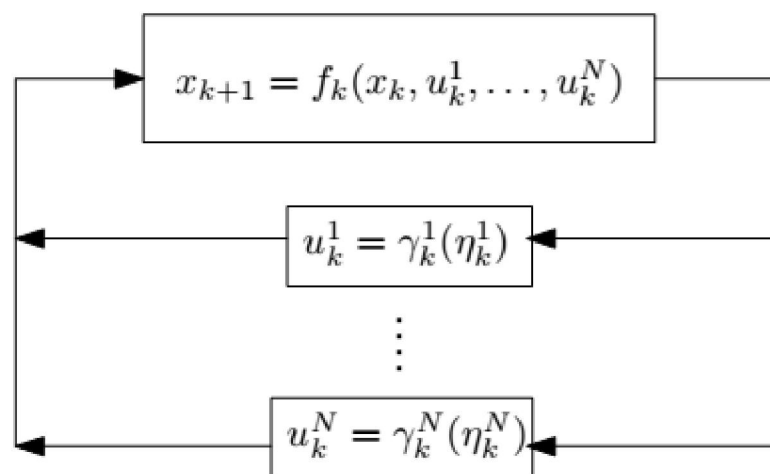 x_{k+1} = f_k(x_k, u_k^1, . . . , u_k^N)
u_k^1 = γ_k^1(η_k^1)
⋮
u_k^N = γ_k^N(η_k^N)